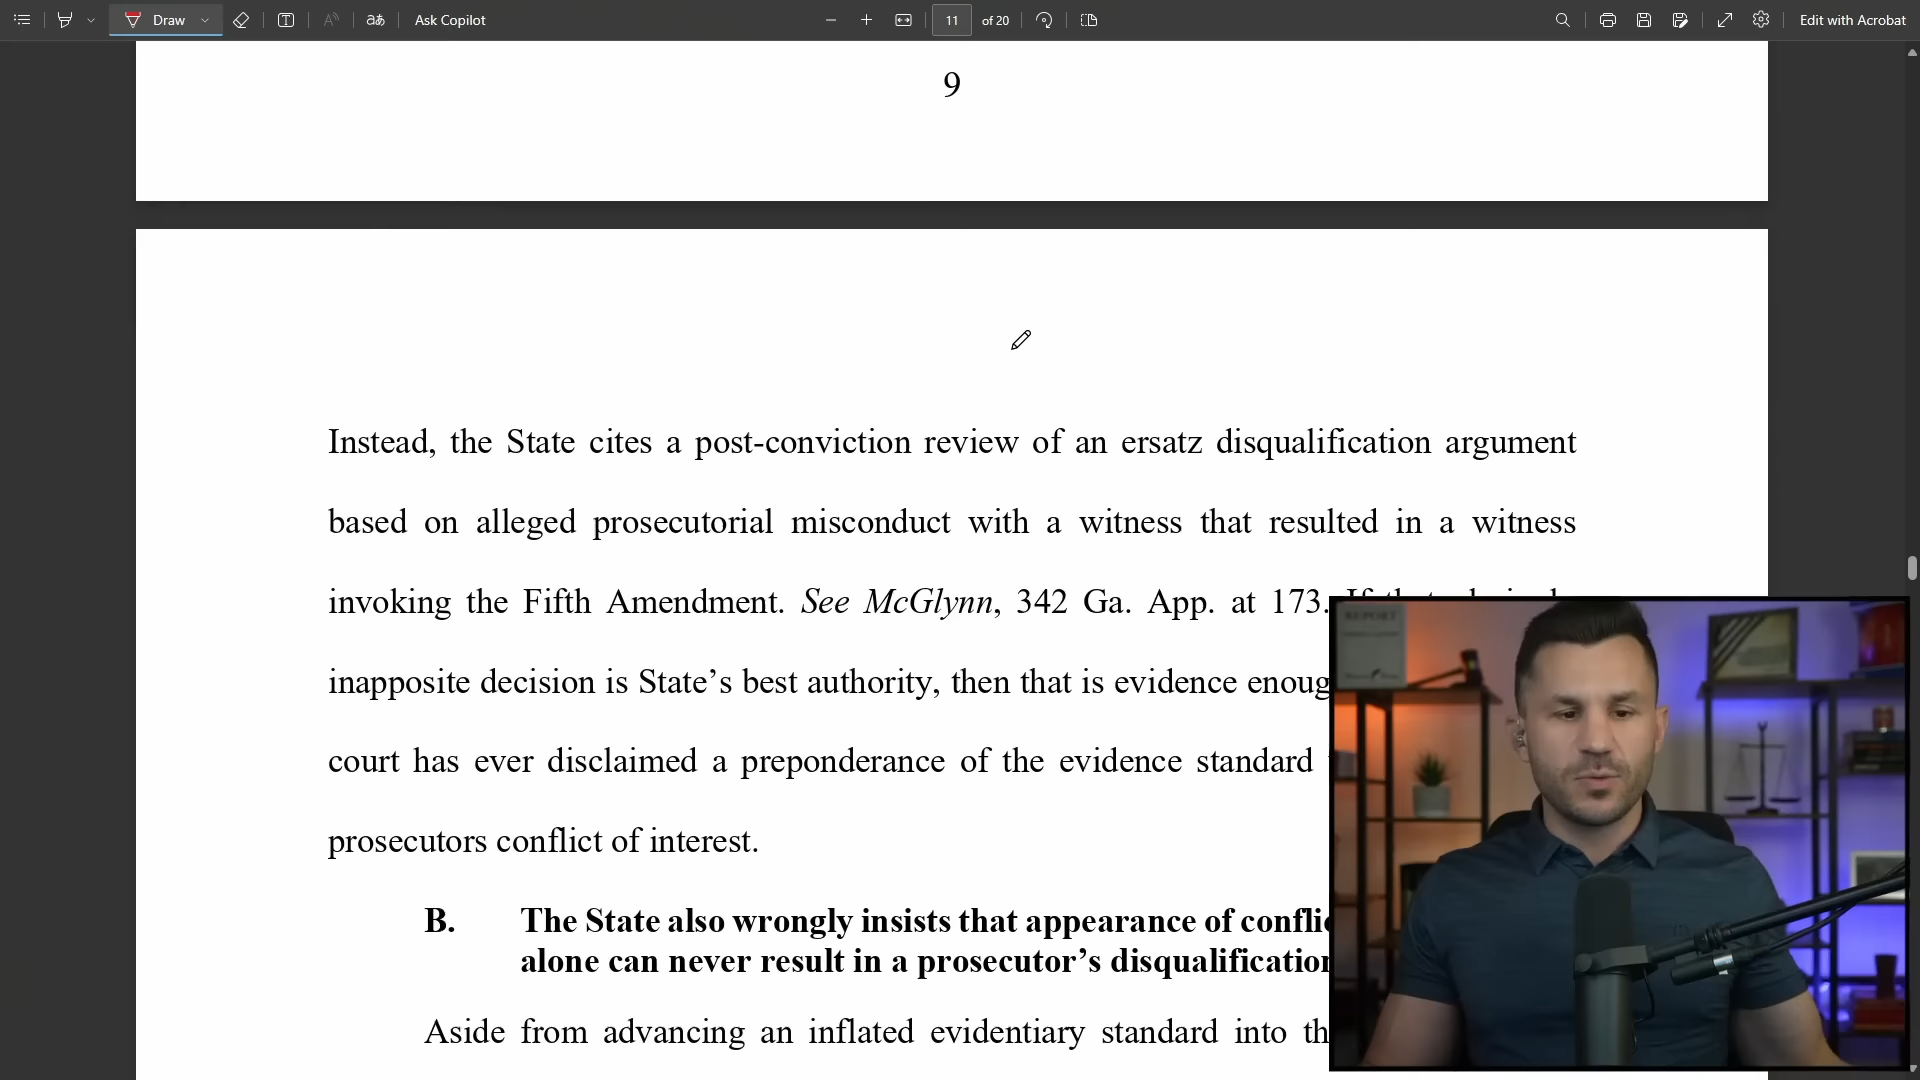 Draw
Ask Copilot
11 of 20
Edit with Acrobat
9
Instead, the State cites a post-conviction review of an ersatz disqualification argument
based on alleged prosecutorial misconduct with a witness that resulted in a witness
invoking the Fifth Amendment. See McGlynn, 342 Ga. App. at 173. If that
inapposite decision is State’s best authority, then that is evidence
court has ever disclaimed a preponderance of the evidence standard
prosecutors conflict of interest.
B. The State also wrongly insists that appearance of
alone can never result in a prosecutor’s disqualification
Aside from advancing an inflated evidentiary standard into
REPORT